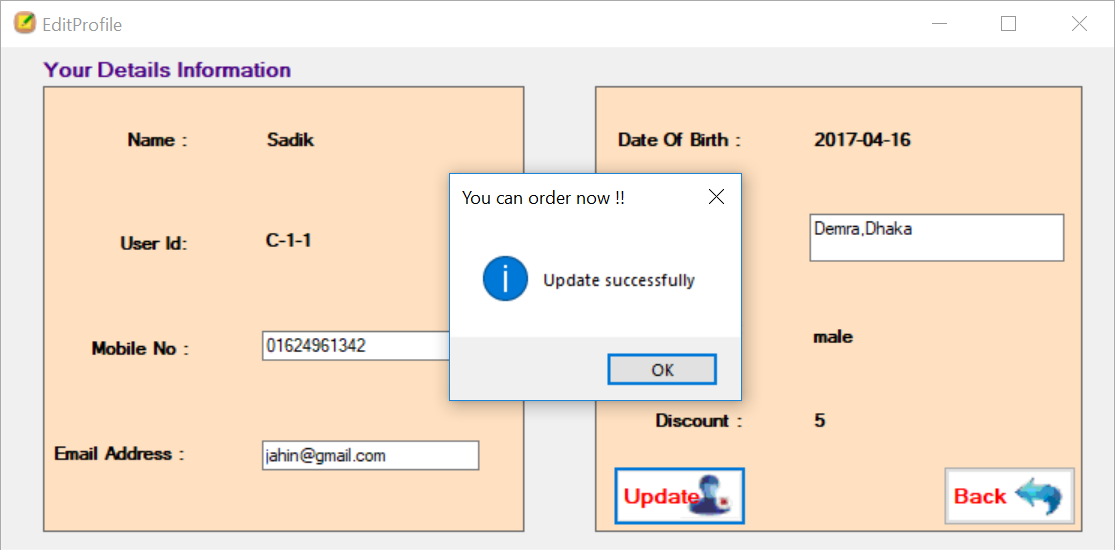 EditProfile
Your Details Information
Name : Sadik
User Id: C-1-1
Mobile No : 01624961342
Email Address : jahin@gmail.com
Date Of Birth : 2017-04-16
Demra,Dhaka
male
Discount : 5
Update
Back
You can order now !!
Update successfully
OK